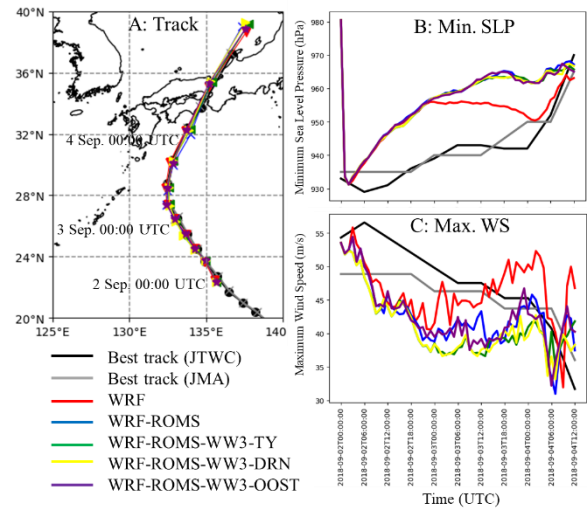 A: Track
40°N
36°N
32°N
28°N
24°N
20°N
4 Sep. 00:00 UTC
3 Sep. 00:00 UTC
2 Sep. 00:00 UTC
125°E
130°E
135°E
140
Best track (JTWC)
Best track (JMA)
WRF
WRF-ROMS
WRF-ROMS-WW3-TY
WRF-ROMS-WW3-DRN
WRF-ROMS-WW3-OOST
B: Min. SLP
Minimum Sea Level Pressure (hPa)
980
970
960
950
940
930
C: Max. WS
Maximum Wind Speed (m/s)
55
50
45
40
35
30
2018-09-02T00:00:00
2018-09-02T06:00:00
2018-09-02T12:00:00
2018-09-02T18:00:00
2018-09-03T00:00:00
2018-09-03T06:00:00
2018-09-03T12:00:00
2018-09-03T18:00:00
2018-09-04T00:00:00
2018-09-04T06:00:00
2018-09-04T12:00:00
Time (UTC)